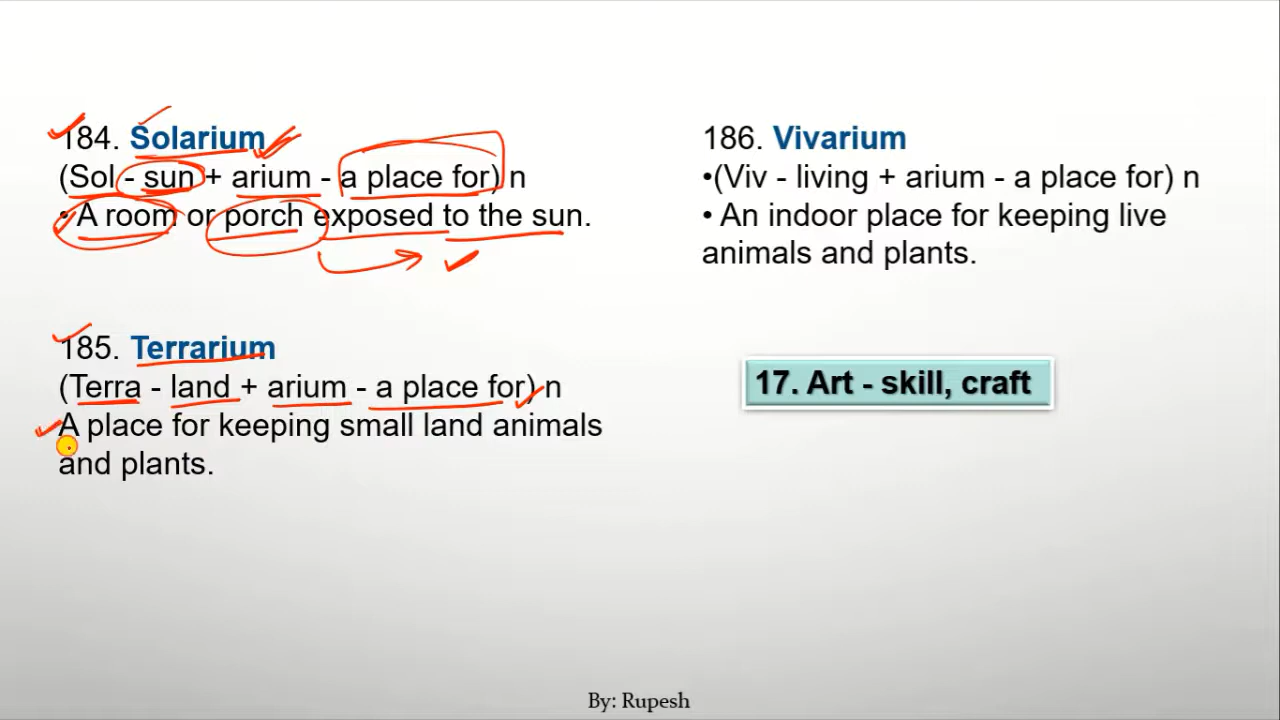 184. Solarium
(Sol - sun + arium - a place for) n
• A room or porch exposed to the sun.
185. Terrarium
(Terra - land + arium - a place for) n
A place for keeping small land animals
and plants.
186. Vivarium
•(Viv - living + arium - a place for) n
• An indoor place for keeping live
animals and plants.
17. Art - skill, craft
By: Rupesh